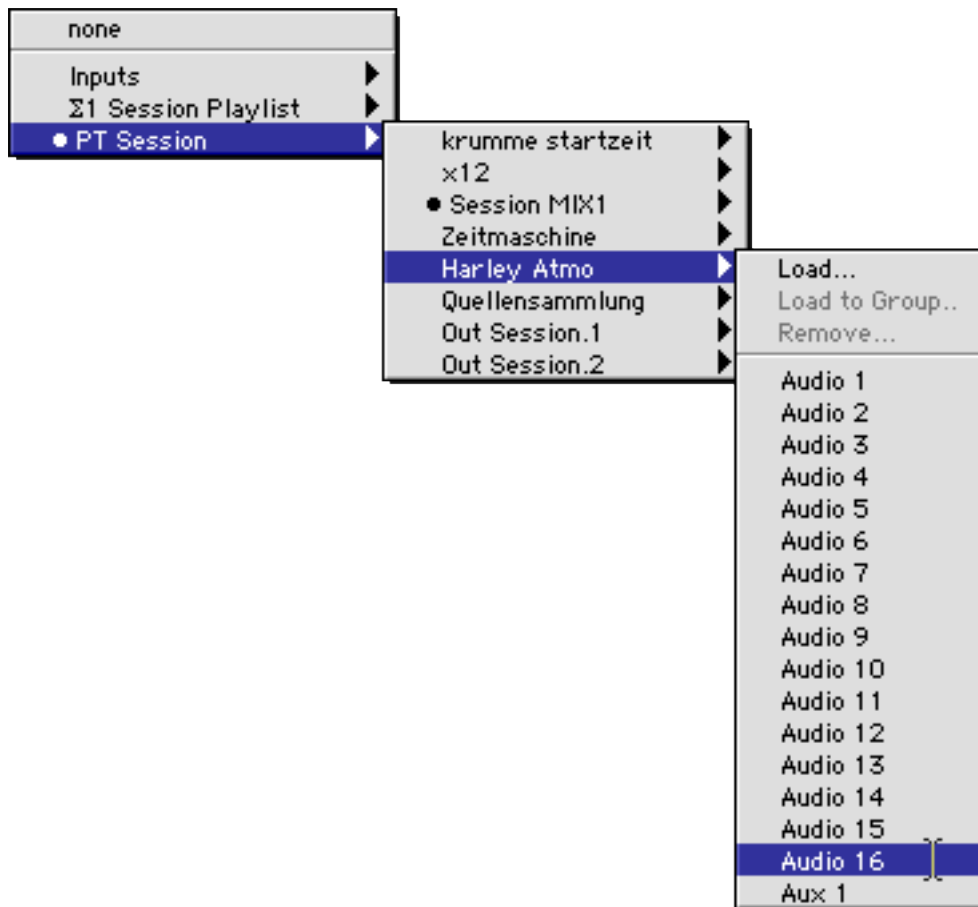 none
Inputs
Σ1 Session Playlist
● PT Session
krumme startzeit
x12
● Session MIX1
Zeitmaschine
Harley Atmo
Quellensammlung
Out Session.1
Out Session.2
Load...
Load to Group..
Remove...
Audio 1
Audio 2
Audio 3
Audio 4
Audio 5
Audio 6
Audio 7
Audio 8
Audio 9
Audio 10
Audio 11
Audio 12
Audio 13
Audio 14
Audio 15
Audio 16
Aux 1